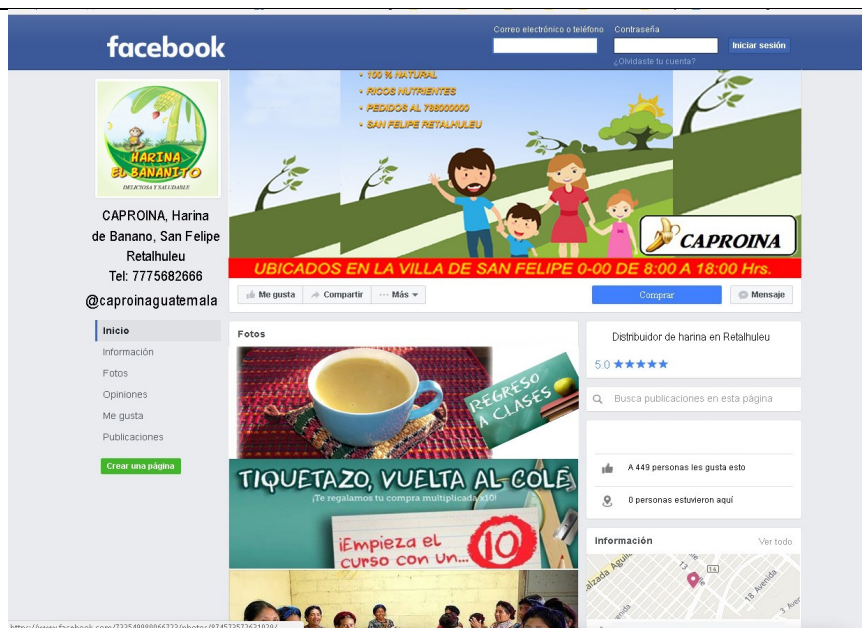 facebook
Correo electrónico o teléfono
Contraseña
Iniciar sesión
¿Olvidaste tu cuenta?
HARINA
EL BANANITO
DELICIOSA Y SALUDABLE
CAPROINA, Harina
de Banano, San Felipe
Retalhuleu
Tel: 7775682666
@caproinaguatemala
Inicio
Información
Fotos
Opiniones
Me gusta
Publicaciones
Crear una página
- 100 % NATURAL
- RICOS NUTRIENTES
- PEDIDOS AL 786000000
- SAN FELIPE RETALHULEU
CAPROINA
UBICADOS EN LA VILLA DE SAN FELIPE 0-00 DE 8:00 A 18:00 Hrs.
Me gusta
Compartir
··· Más
Comprar
Mensaje
Fotos
REGRESO
A CLASES
TIQUETAZO, VUELTA AL COLE
¡Te regalamos tu compra multiplicada x10!
¡Empieza el
curso con un...
10
Distribuidor de harina en Retalhuleu
5.0 ★★★★★
Busca publicaciones en esta página
A 449 personas les gusta esto
0 personas estuvieron aquí
Información
Ver todo
13
14
18 Avenida
3 Aven